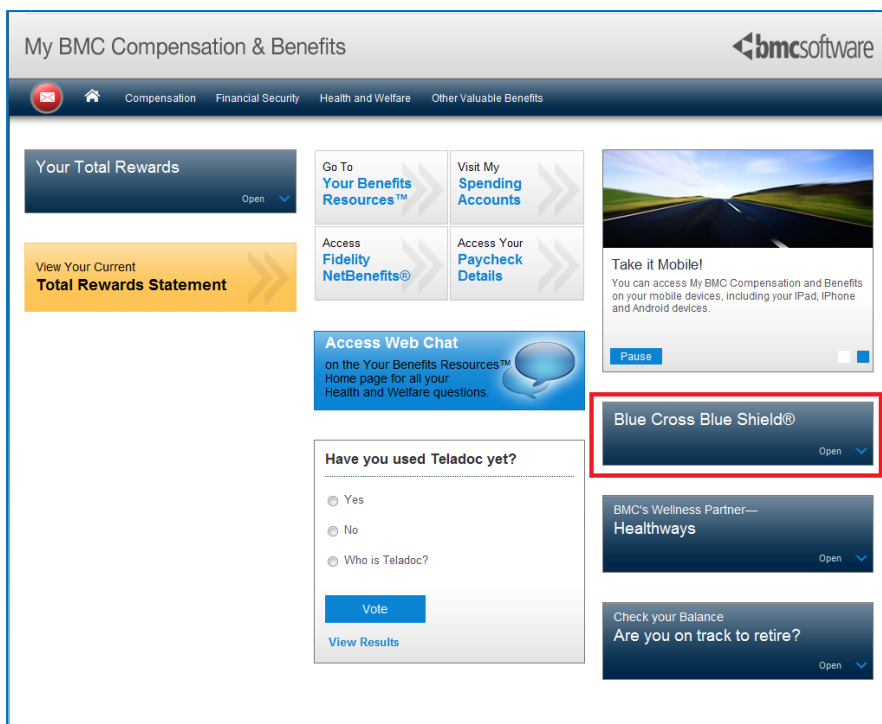 My BMC Compensation & Benefits
bmcsoftware
Compensation
Financial Security
Health and Welfare
Other Valuable Benefits
Your Total Rewards
Open
View Your Current
Total Rewards Statement
Go To
Your Benefits
Resources™
Visit My
Spending
Accounts
Access
Fidelity
NetBenefits®
Access Your
Paycheck
Details
Access Web Chat
on the Your Benefits Resources™
Home page for all your
Health and Welfare questions.
Have you used Teladoc yet?
Yes
No
Who is Teladoc?
Vote
View Results
Take it Mobile!
You can access My BMC Compensation and Benefits
on your mobile devices, including your IPad, IPhone
and Android devices.
Pause
Blue Cross Blue Shield®
Open
BMC's Wellness Partner—
Healthways
Open
Check your Balance
Are you on track to retire?
Open